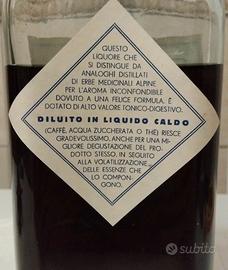 QUESTO
LIQUORE CHE
SI DISTINGUE DA
ANALOGHI DISTILLATI
DI ERBE MEDICINALI ALPINE
PER L'AROMA INCONFONDIBILE
DOVUTO A UNA FELICE FORMULA. È
DOTATO DI ALTO VALORE TONICO-DIGESTIVO.
DILUITO IN LIQUIDO CALDO
(CAFFÈ, ACQUA ZUCCHERATA O THÈ) RIESCE
GRADEVOLISSIMO, ANCHE PER UNA MI-
GLIORE DEGUSTAZIONE DEL PRO-
DOTTO STESSO, IN SEGUITO
ALLA VOLATILIZZAZIONE
DELLE ESSENZE CHE
LO COMPON-
GONO.
subito